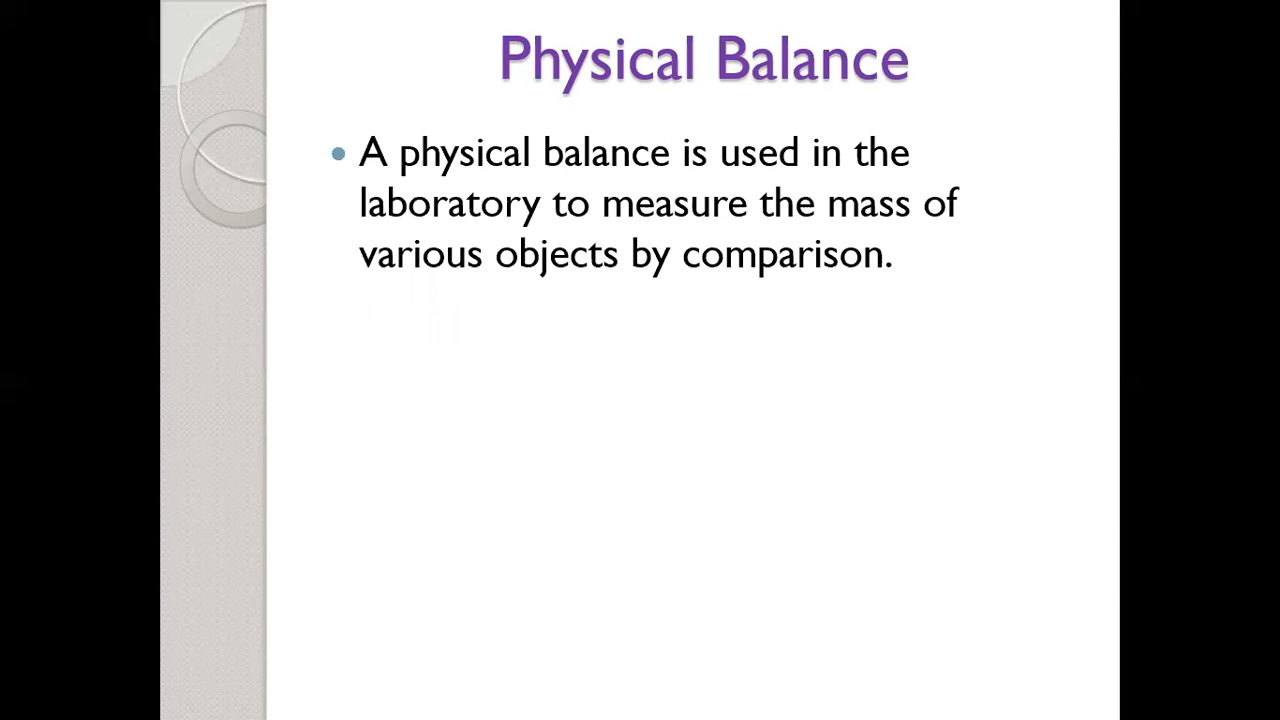 Physical Balance
• A physical balance is used in the
laboratory to measure the mass of
various objects by comparison.